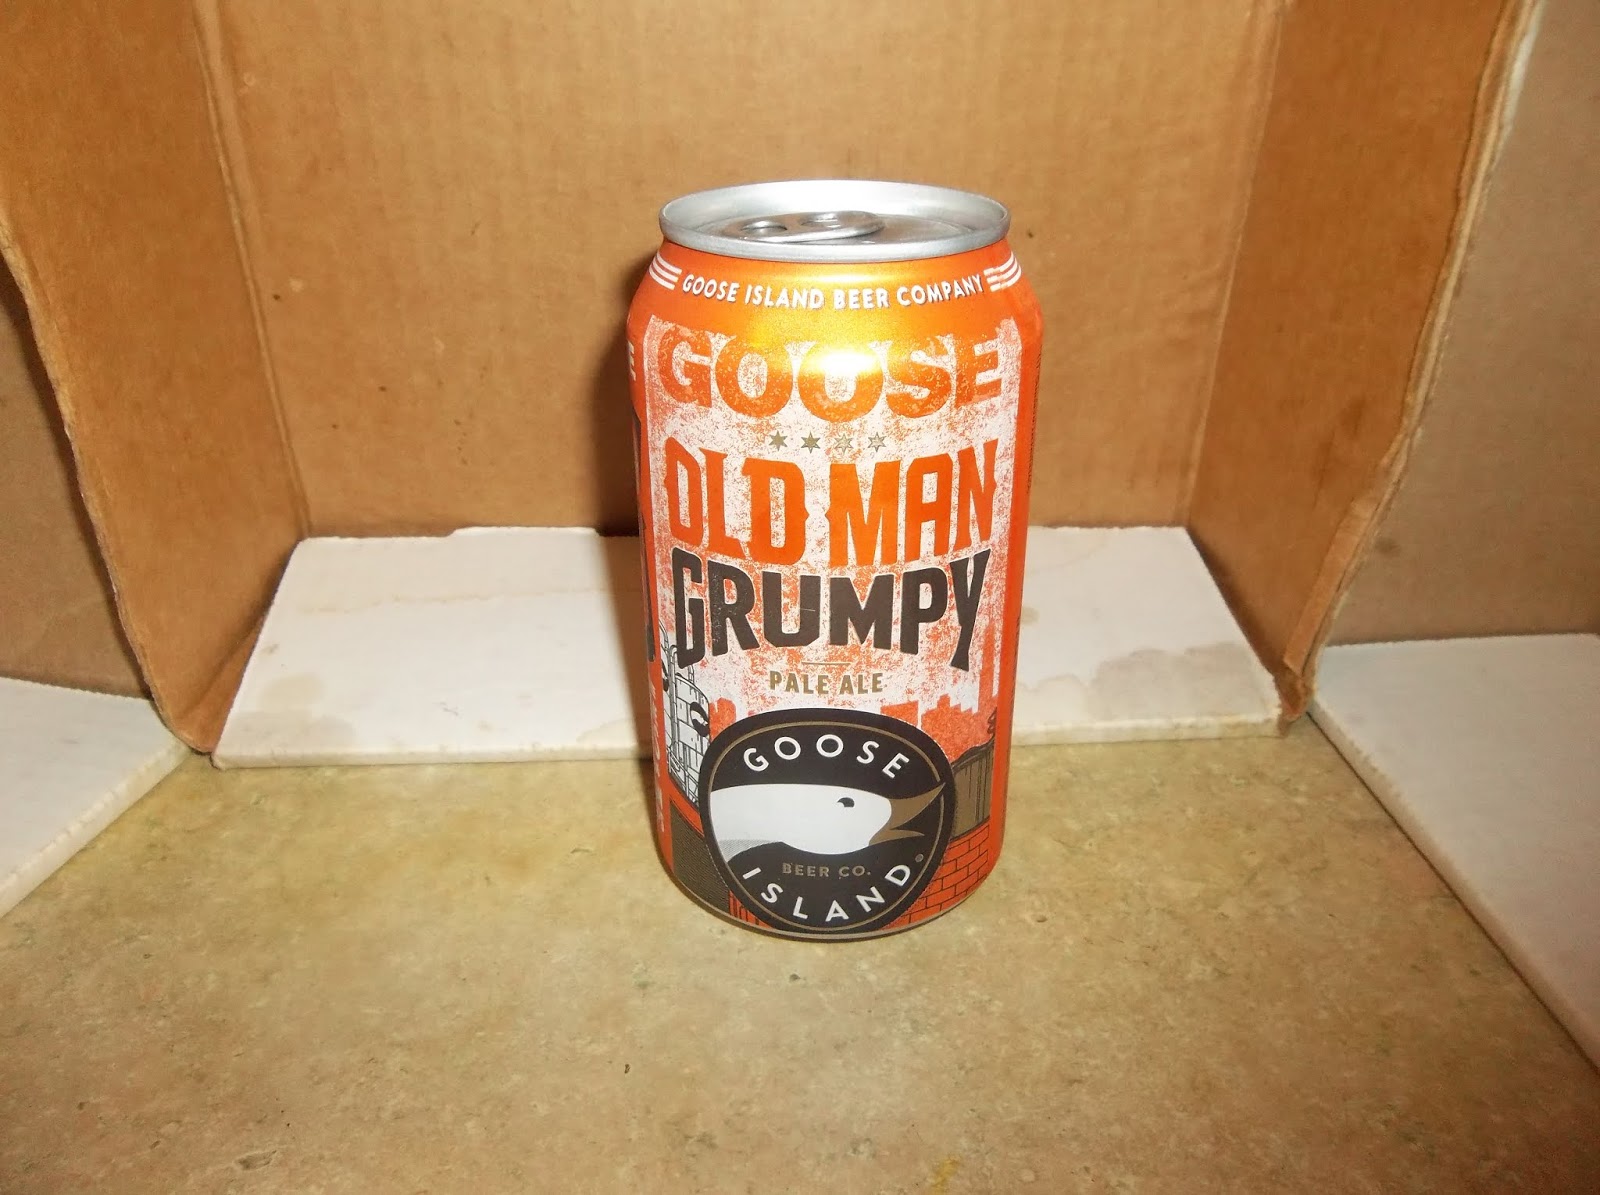 GOOSE ISLAND BEER COMPANY
GOOSE
OLD MAN
GRUMPY
PALE ALE
GOOSE
BEER CO.
ISLAND®